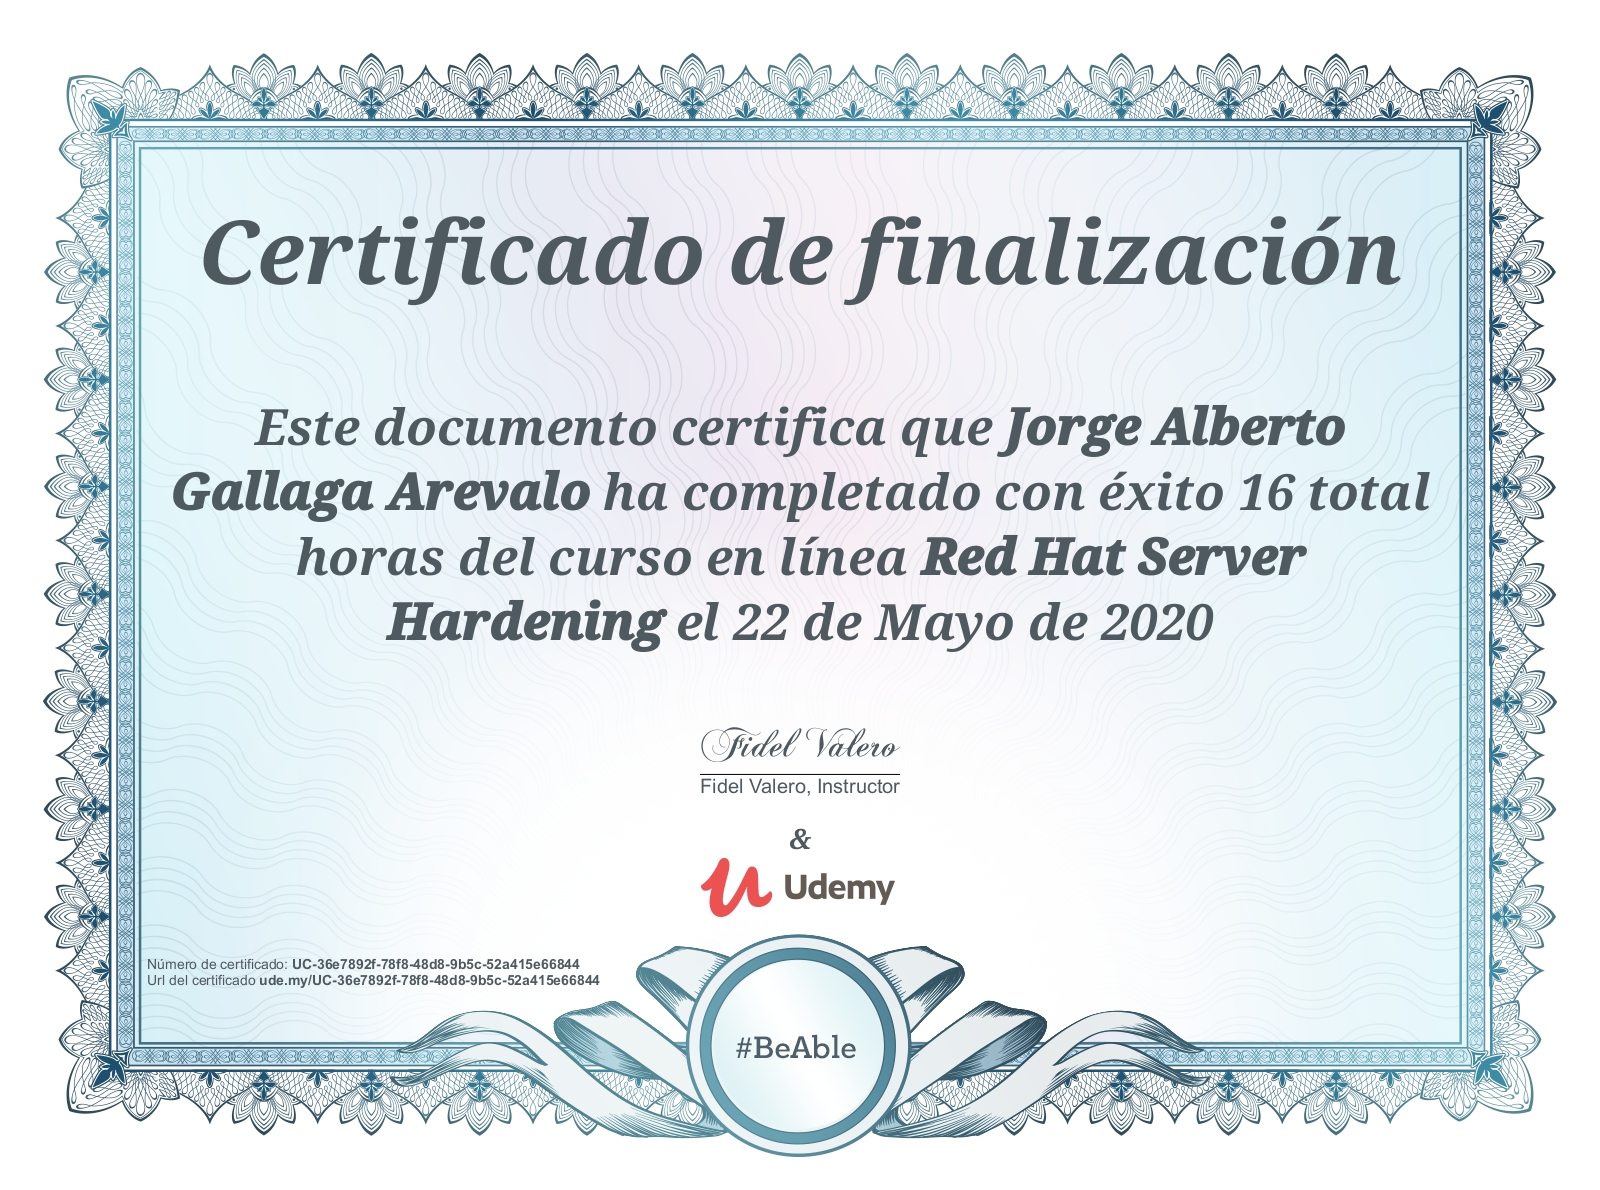 Certificado de finalización
Este documento certifica que Jorge Alberto
Gallaga Arevalo ha completado con éxito 16 total
horas del curso en línea Red Hat Server
Hardening el 22 de Mayo de 2020
Fidel Valero
Fidel Valero, Instructor
&
Udemy
Número de certificado: UC-36e7892f-78f8-48d8-9b5c-52a415e66844
Url del certificado ude.my/UC-36e7892f-78f8-48d8-9b5c-52a415e66844
#BeAble